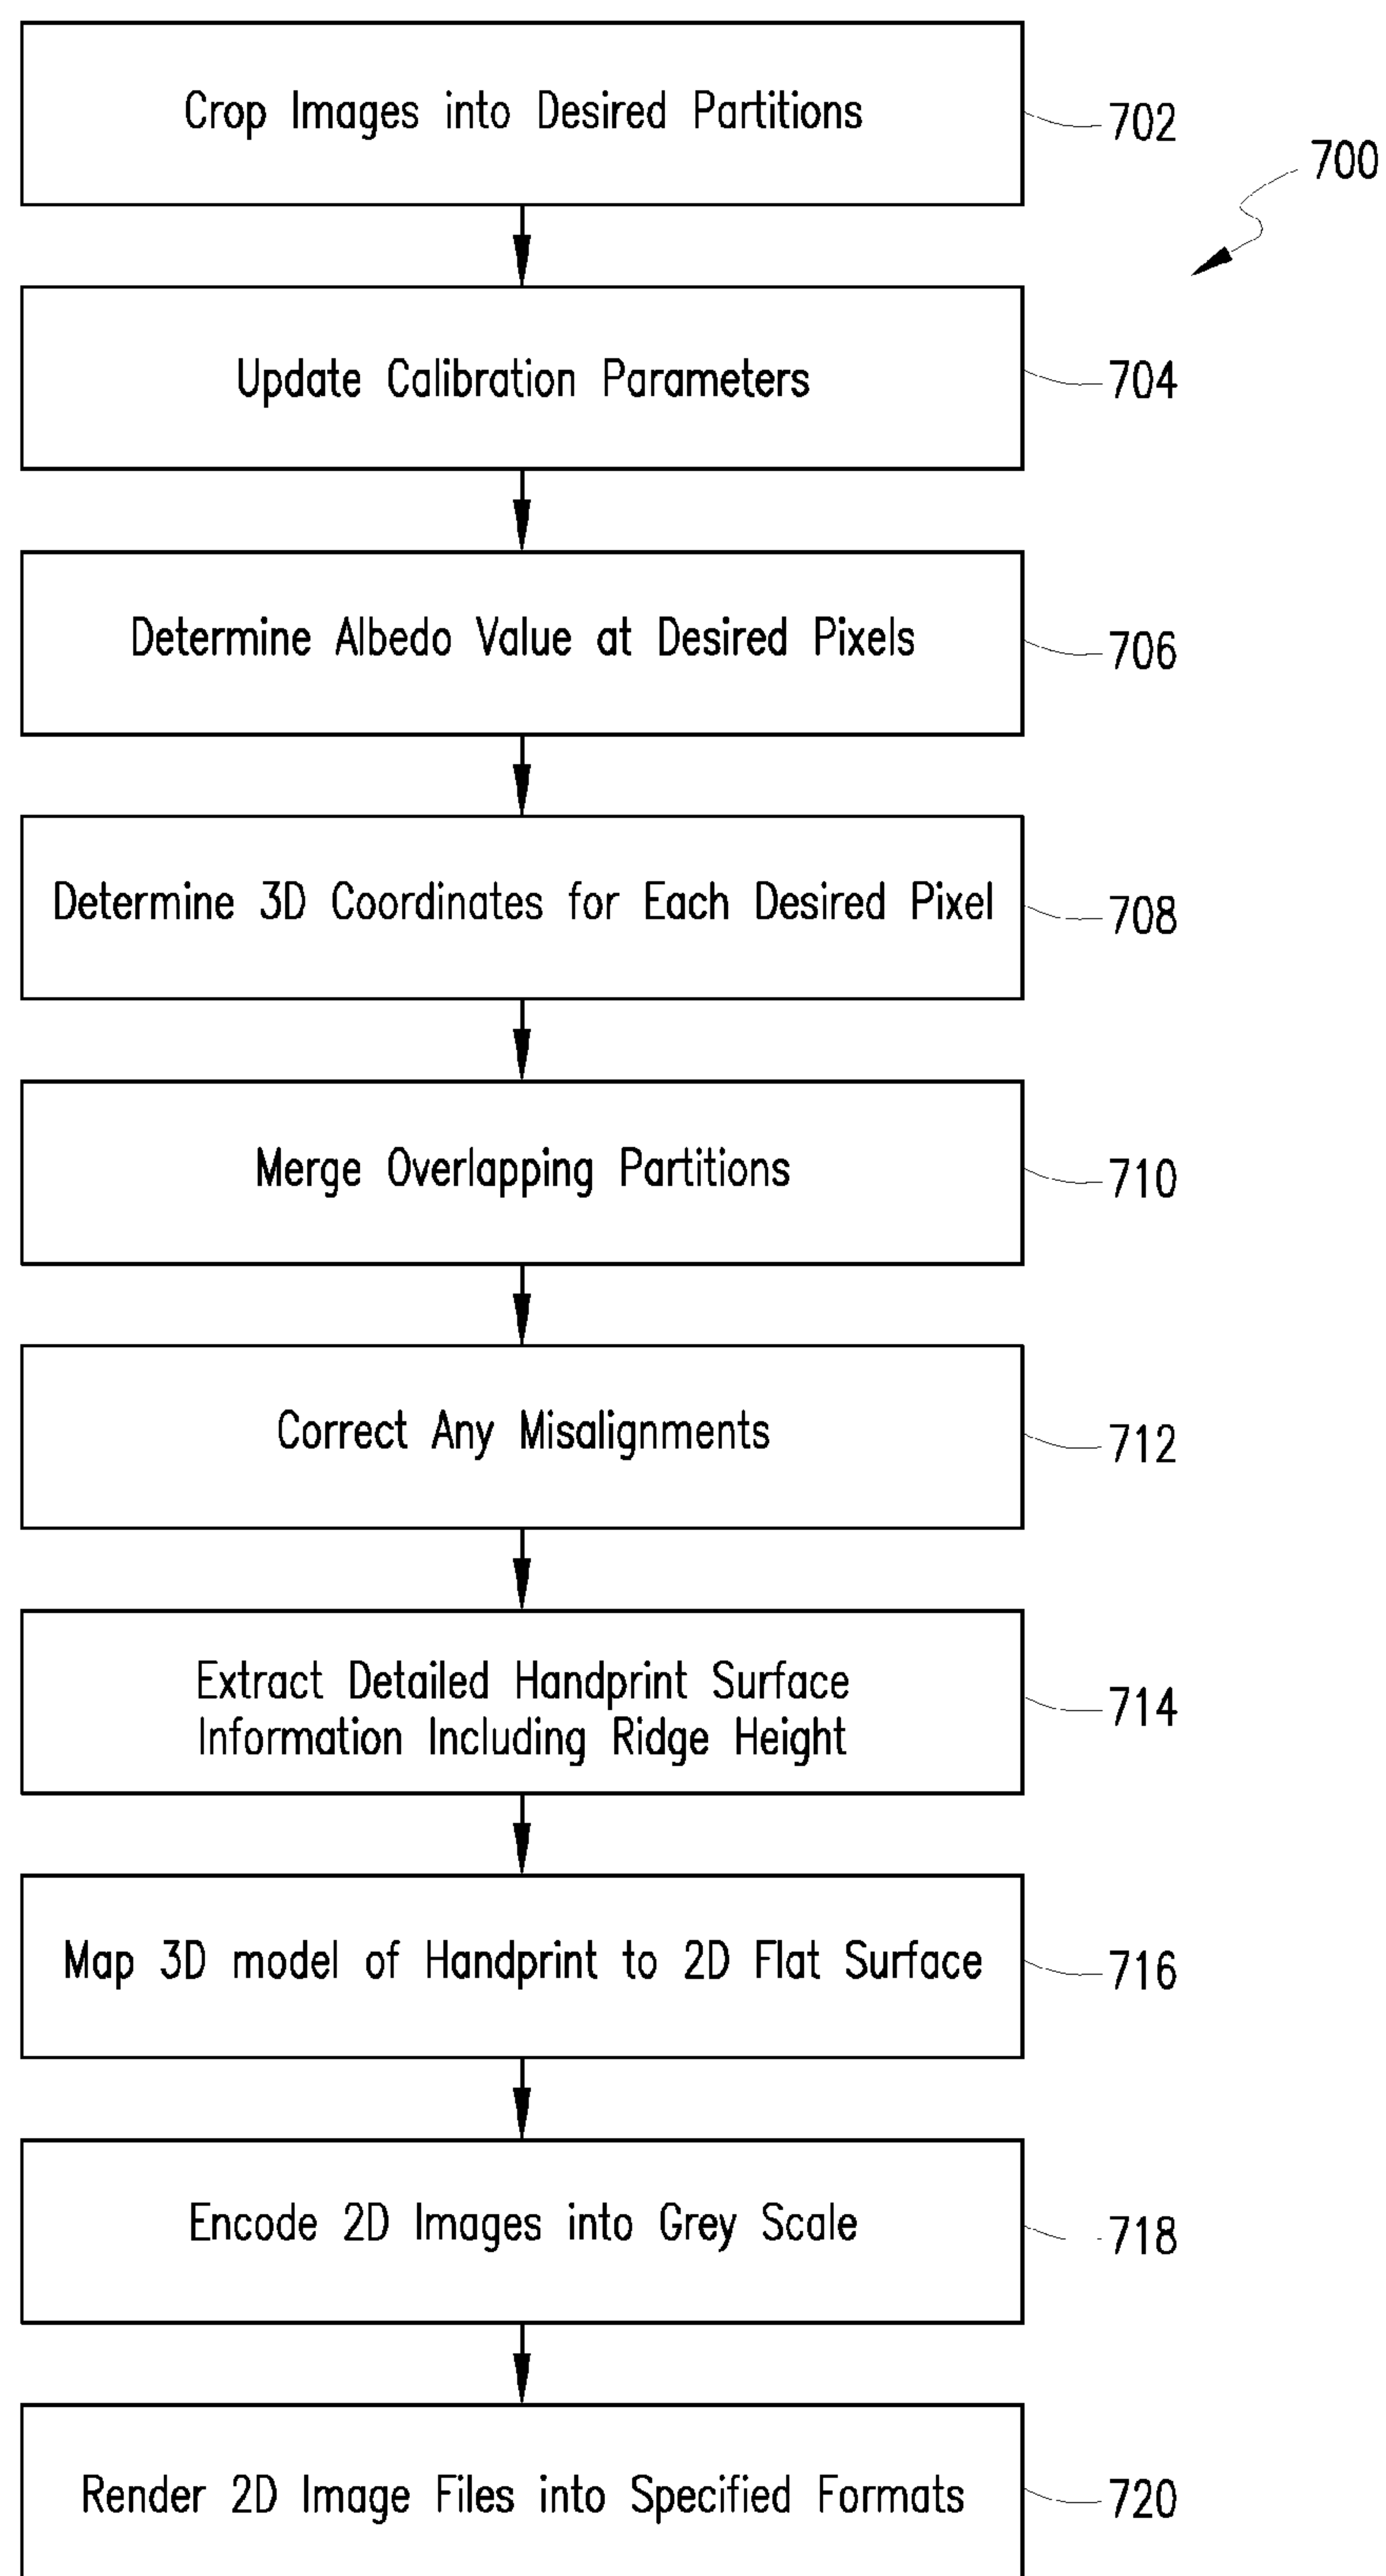 Crop Images into Desired Partitions
702
700
Update Calibration Parameters
704
Determine Albedo Value at Desired Pixels
706
Determine 3D Coordinates for Each Desired Pixel
708
Merge Overlapping Partitions
710
Correct Any Misalignments
712
Extract Detailed Handprint Surface
Information Including Ridge Height
714
Map 3D model of Handprint to 2D Flat Surface
716
Encode 2D Images into Grey Scale
718
Render 2D Image Files into Specified Formats
720